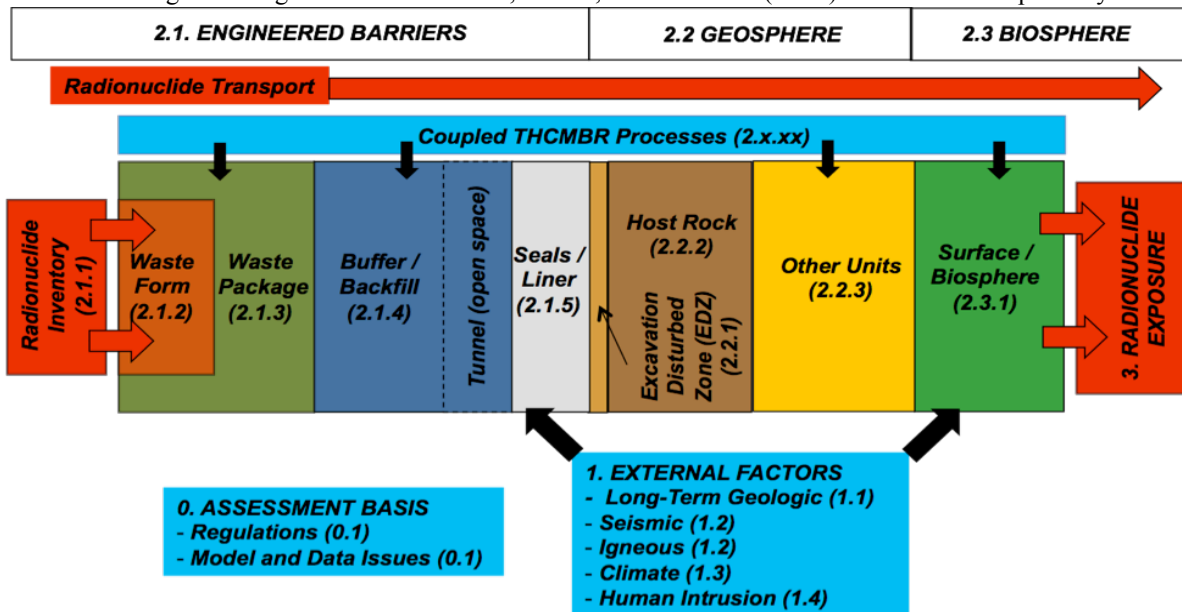 2.1. ENGINEERED BARRIERS
2.2 GEOSPHERE
2.3 BIOSPHERE
Radionuclide Transport
Coupled THCMBR Processes (2.x.xx)
Radionuclide
Inventory
(2.1.1)
Waste
Form
(2.1.2)
Waste
Package
(2.1.3)
Buffer /
Backfill
(2.1.4)
Tunnel (open space)
Seals /
Liner
(2.1.5)
Host Rock
(2.2.2)
Excavation
Disturbed
Zone (EDZ)
(2.2.1)
Other Units
(2.2.3)
Surface /
Biosphere
(2.3.1)
3. RADIONUCLIDE
EXPOSURE
0. ASSESSMENT BASIS
- Regulations (0.1)
- Model and Data Issues (0.1)
1. EXTERNAL FACTORS
- Long-Term Geologic (1.1)
- Seismic (1.2)
- Igneous (1.2)
- Climate (1.3)
- Human Intrusion (1.4)